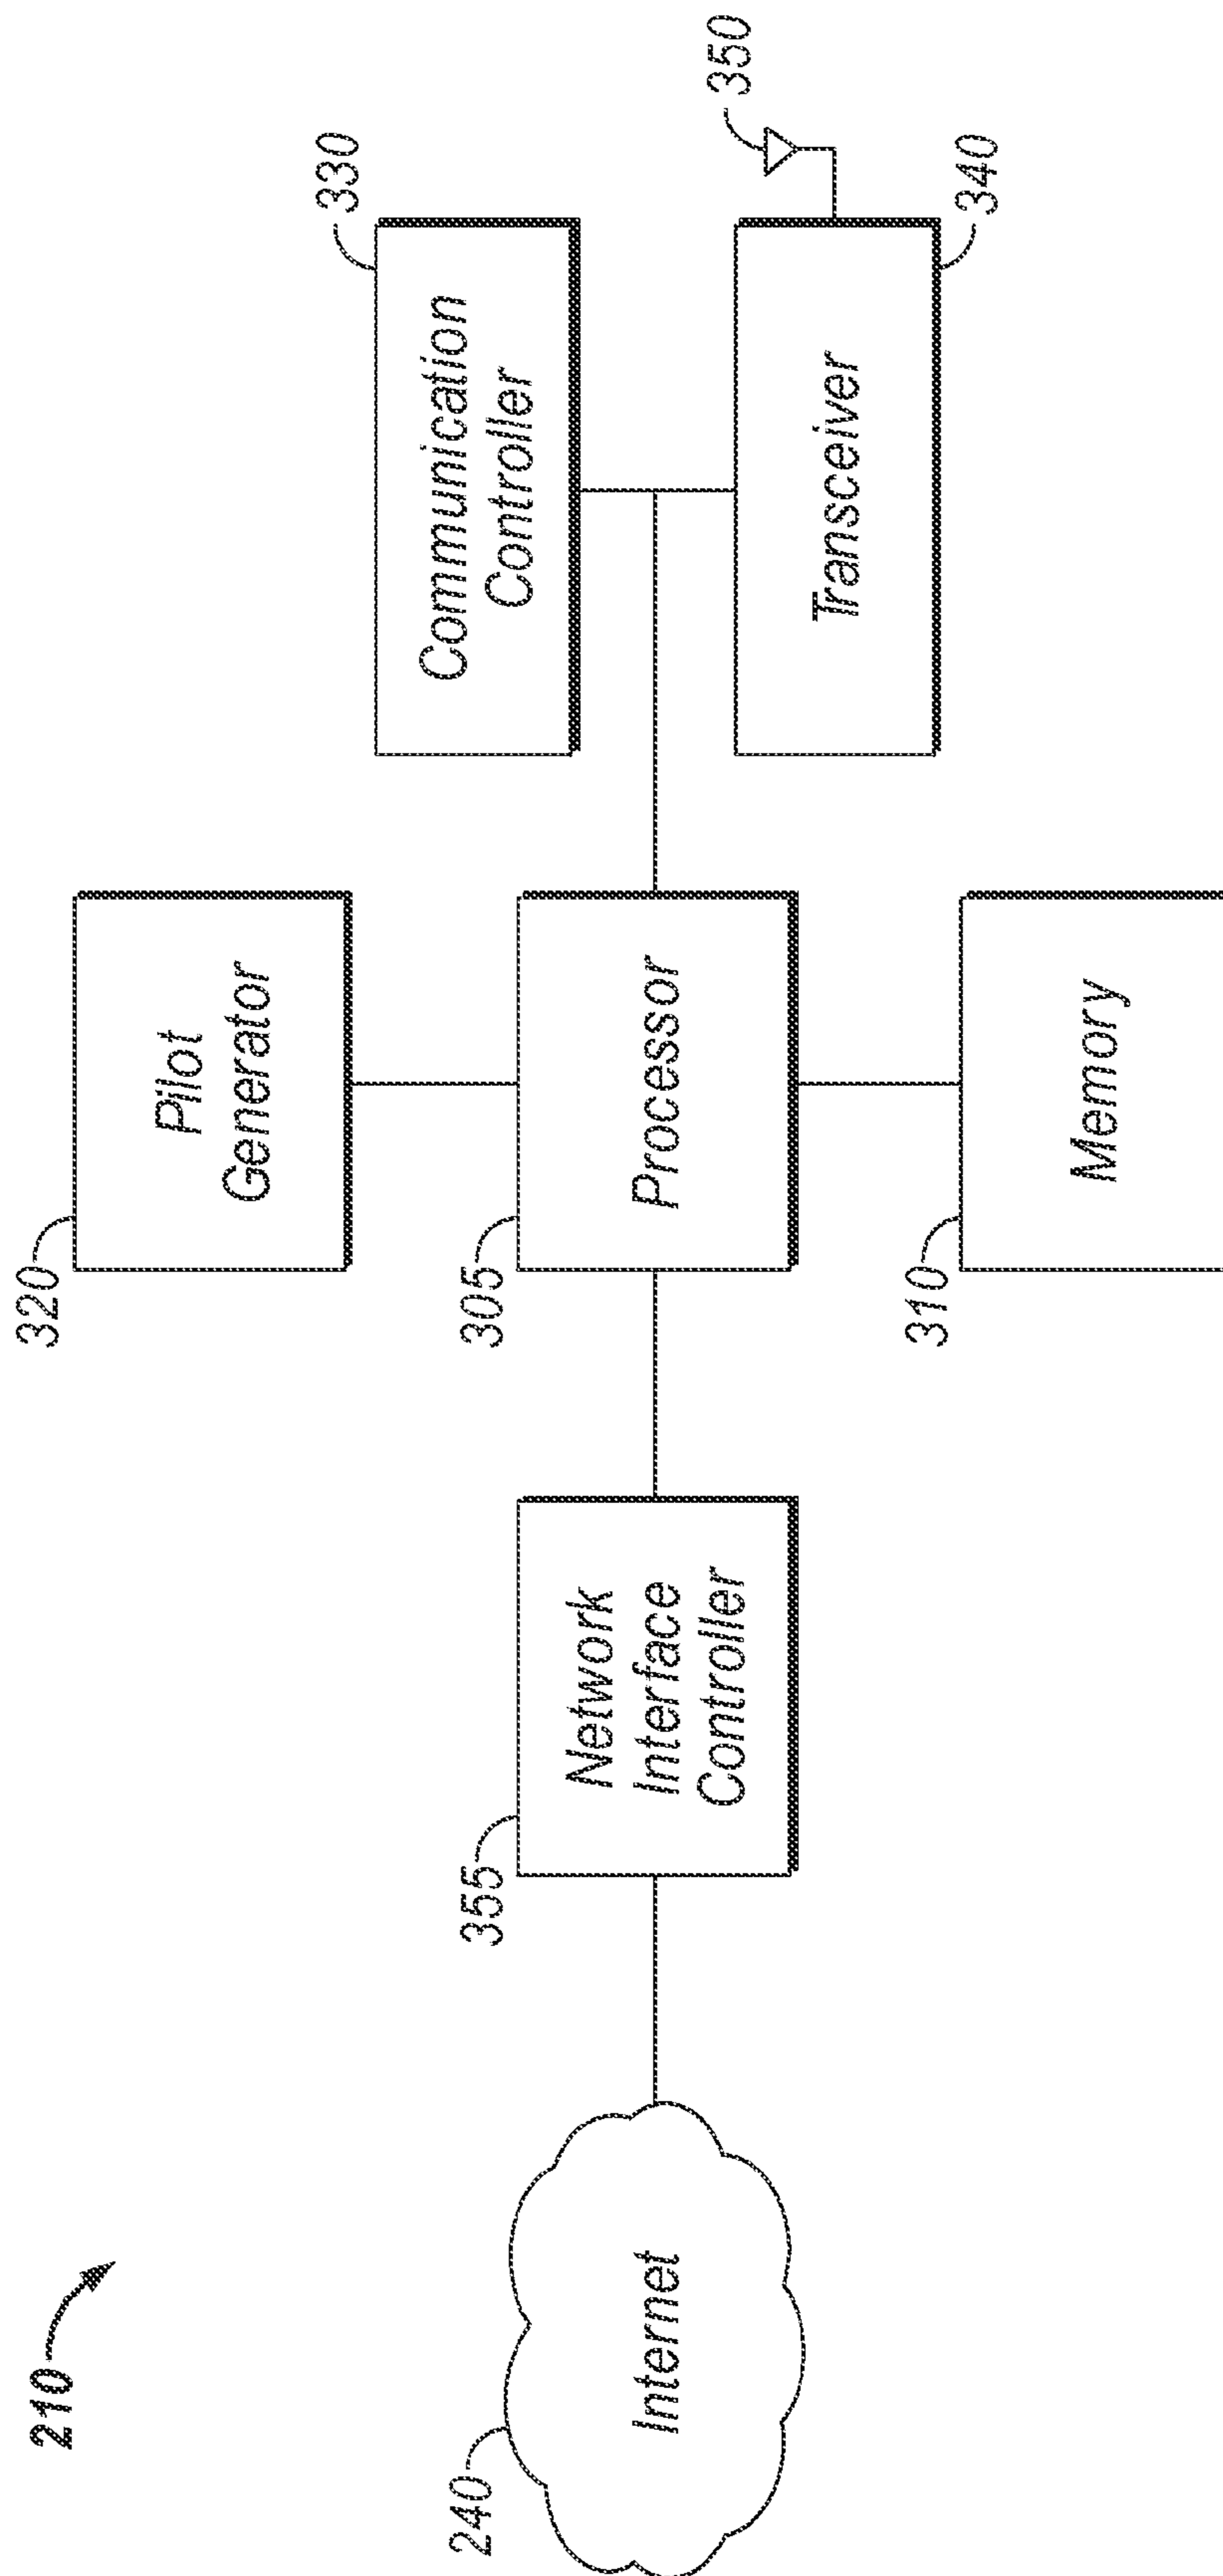 210
240
Internet
355
Network
Interface
Controller
320
Pilot
Generator
305
Processor
310
Memory
330
Communication
Controller
Transceiver
340
350